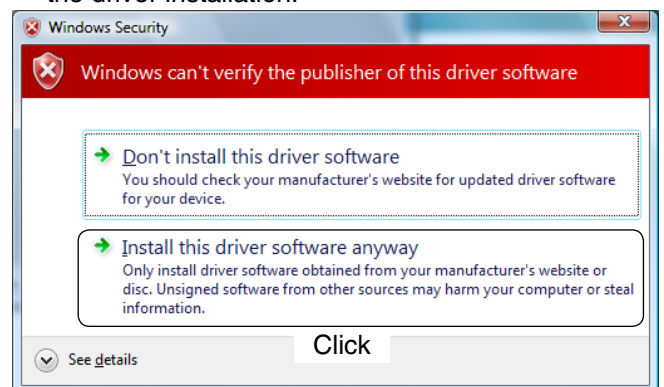 the driver installation.
Windows Security
Windows can't verify the publisher of this driver software
Don't install this driver software
You should check your manufacturer's website for updated driver software
for your device.
Install this driver software anyway
Only install driver software obtained from your manufacturer's website or
disc. Unsigned software from other sources may harm your computer or steal
information.
Click
See details